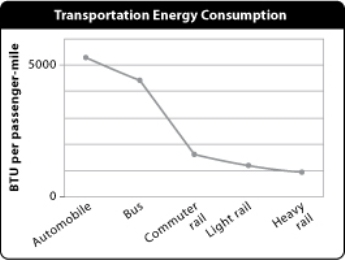 Transportation Energy Consumption
BTU per passenger-mile
5000
0
Automobile
Bus
Commuter
rail
Light rail
Heavy
rail